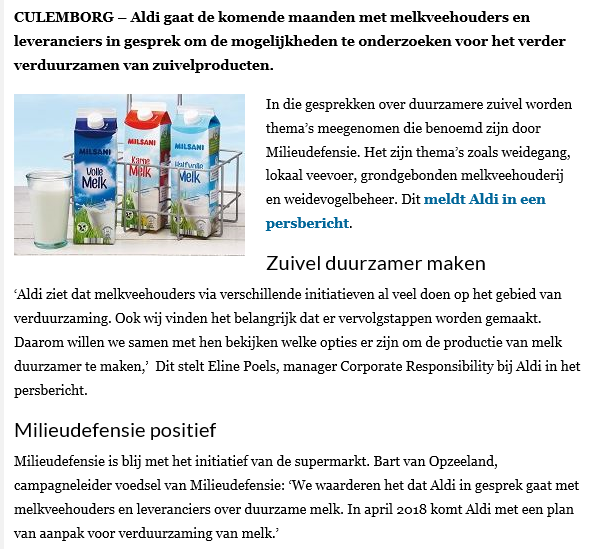 CULEMBORG – Aldi gaat de komende maanden met melkveehouders en
leveranciers in gesprek om de mogelijkheden te onderzoeken voor het verder
verduurzamen van zuivelproducten.
MILSANI
Volle
Melk
MILSANI
Karne
Melk
MILSANI
Halfvolle
Melk
In die gesprekken over duurzamere zuivel worden
thema’s meegenomen die benoemd zijn door
Milieudefensie. Het zijn thema’s zoals weidegang,
lokaal veevoer, grondgebonden melkveehouderij
en weidevogelbeheer. Dit meldt Aldi in een
persbericht.
Zuivel duurzamer maken
‘Aldi ziet dat melkveehouders via verschillende initiatieven al veel doen op het gebied van
verduurzaming. Ook wij vinden het belangrijk dat er vervolgstappen worden gemaakt.
Daarom willen we samen met hen bekijken welke opties er zijn om de productie van melk
duurzamer te maken,’  Dit stelt Eline Poels, manager Corporate Responsibility bij Aldi in het
persbericht.
Milieudefensie positief
Milieudefensie is blij met het initiatief van de supermarkt. Bart van Opzeeland,
campagneleider voedsel van Milieudefensie: ‘We waarderen het dat Aldi in gesprek gaat met
melkveehouders en leveranciers over duurzame melk. In april 2018 komt Aldi met een plan
van aanpak voor verduurzaming van melk.’